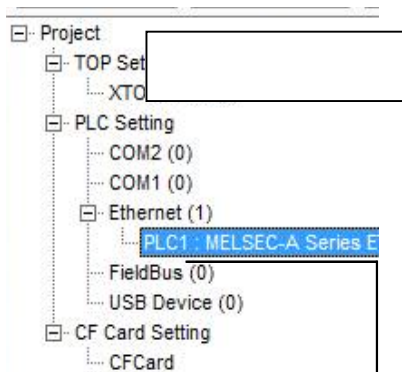 Project
TOP Set
XTO
PLC Setting
COM2 (0)
COM1 (0)
Ethernet (1)
PLC1 : MELSEC-A Series E
FieldBus (0)
USB Device (0)
CF Card Setting
CFCard